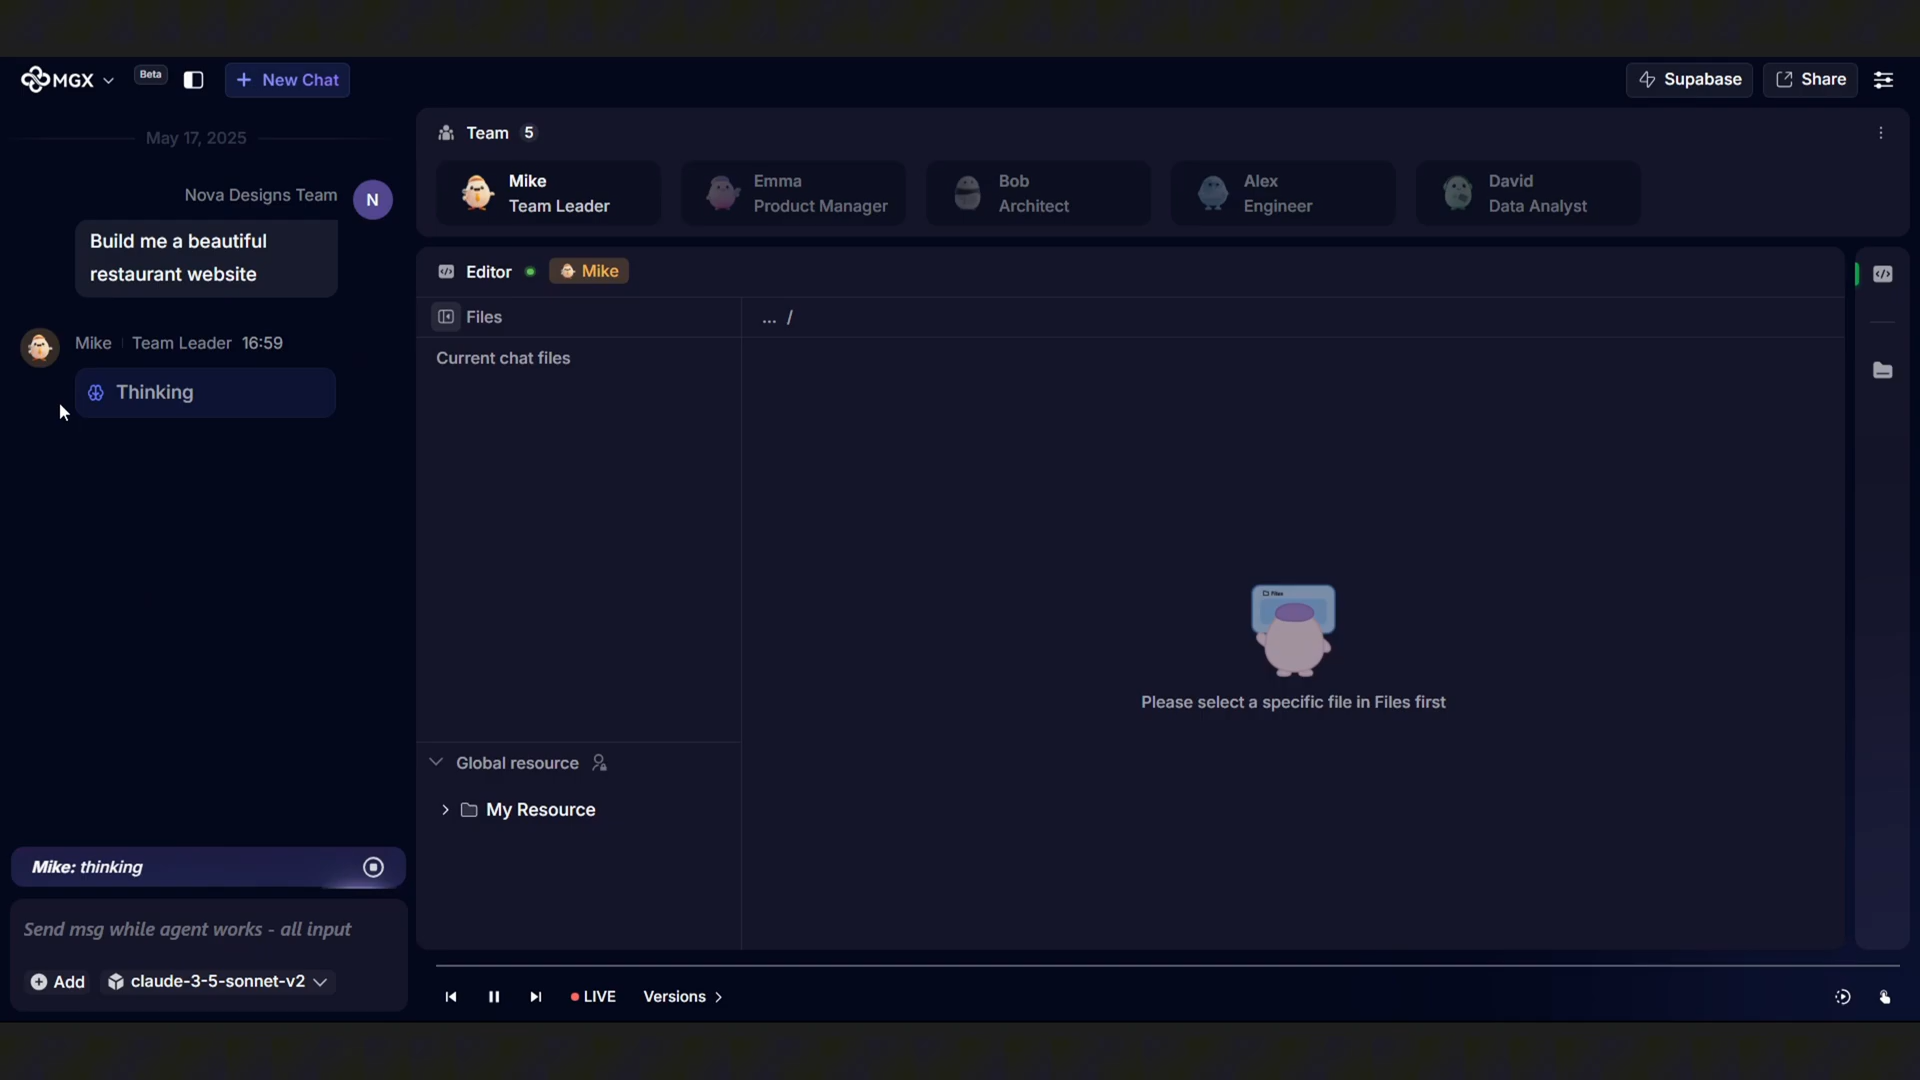 MGX
Beta
New Chat
Supabase
Share
May 17, 2025
Nova Designs Team
N
Build me a beautiful
restaurant website
Mike
Team Leader
16:59
Thinking
Mike: thinking
Send msg while agent works - all input
Add
claude-3-5-sonnet-v2
Team 5
Mike
Team Leader
Emma
Product Manager
Bob
Architect
Alex
Engineer
David
Data Analyst
Editor
Mike
Files
... /
Current chat files
Files
Please select a specific file in Files first
Global resource
My Resource
LIVE
Versions